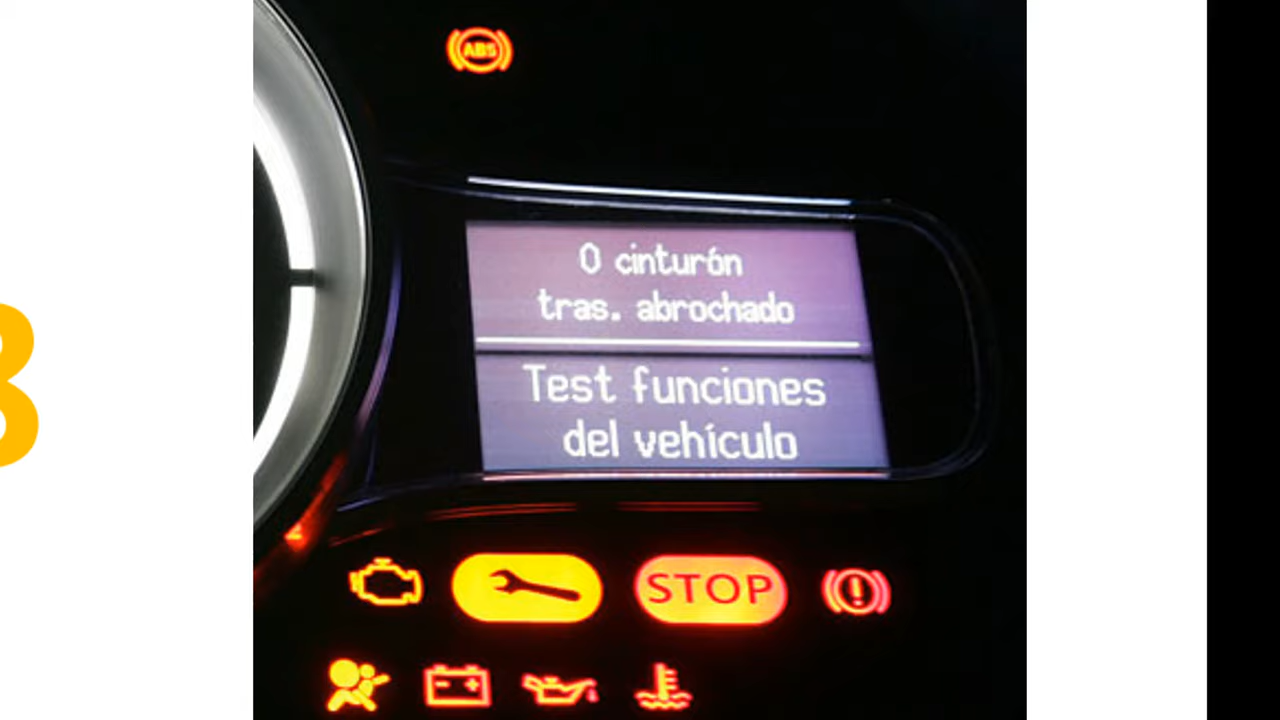 ABS
0 cinturón
tras. abrochado
Test funciones
del vehículo
STOP